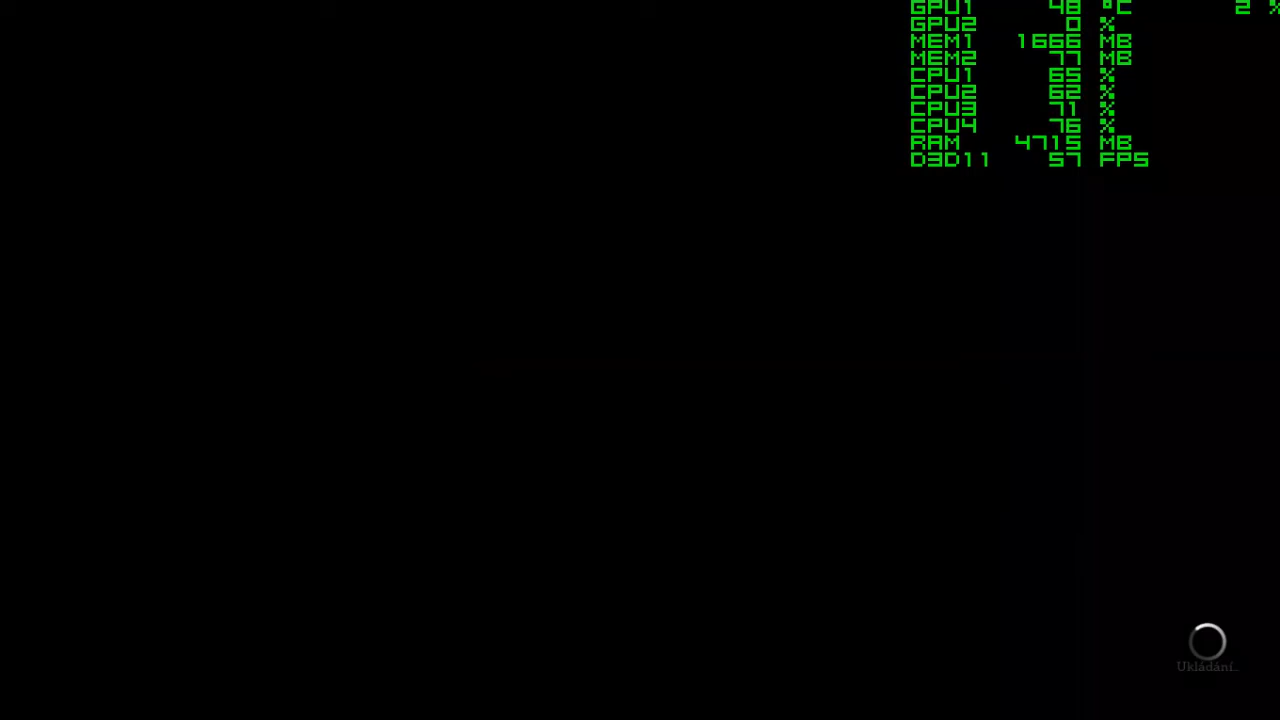 GPU1 48 °C 2 %
GPU2 0 %
MEM1 1666 MB
MEM2 77 MB
CPU1 65 %
CPU2 62 %
CPU3 71 %
CPU4 76 %
RAM 4715 MB
D3D11 57 FPS
Ukládání...